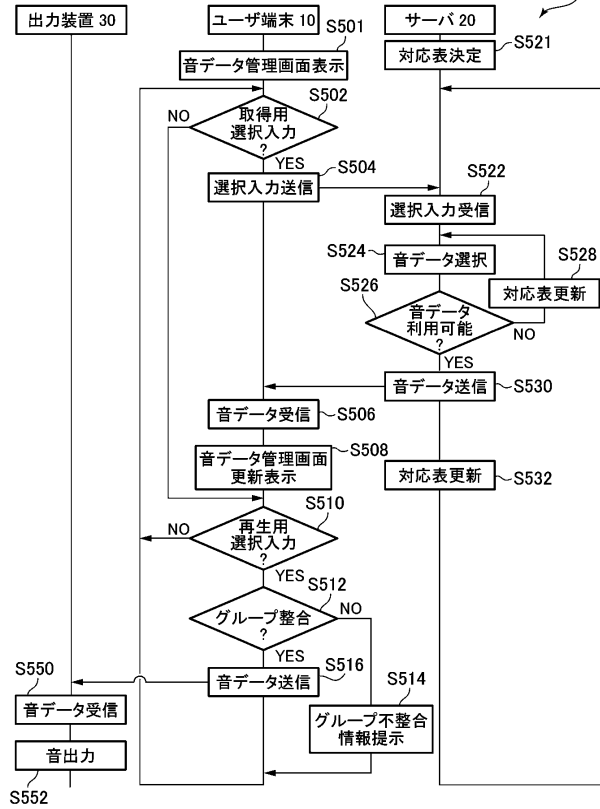 出力装置 30
ユーザ端末 10
サーバ 20
S501
音データ管理画面表示
S521
対応表決定
S502
取得用
選択入力
?
NO
YES
S504
選択入力送信
S522
選択入力受信
S524
音データ選択
S528
対応表更新
S526
音データ
利用可能
?
NO
YES
音データ送信
S530
音データ受信
S506
S508
音データ管理画面
更新表示
対応表更新
S532
S510
再生用
選択入力
?
NO
YES
S512
グループ整合
?
NO
YES
S516
音データ送信
S550
音データ受信
S514
グループ不整合
情報提示
音出力
S552